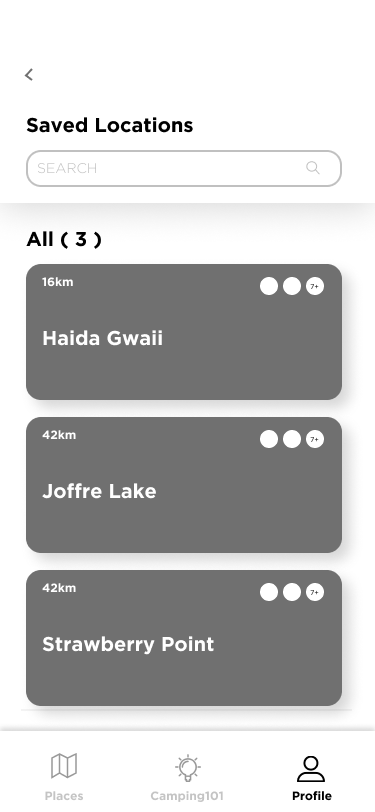 Saved Locations
SEARCH
All ( 3 )
16km
7+
Haida Gwaii
42km
7+
Joffre Lake
42km
7+
Strawberry Point
Places
Camping101
Profile